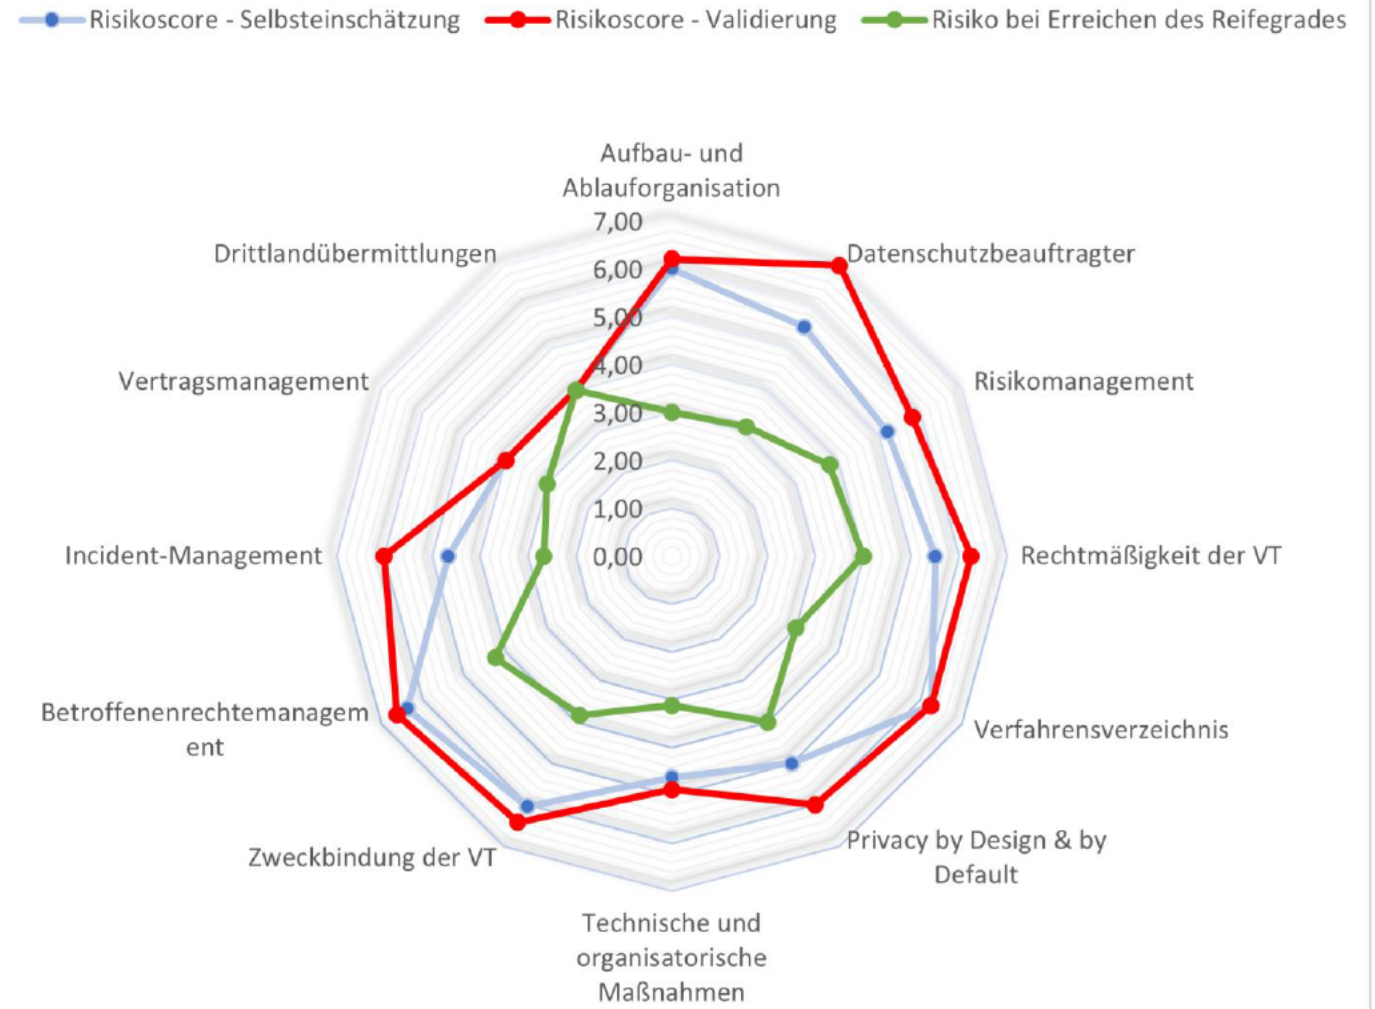 Risikoscore - Selbsteinschätzung Risikoscore - Validierung Risiko bei Erreichen des Reifegrades
Aufbau- und
Ablauforganisation
Datenschutzbeauftragter
Risikomanagement
Rechtmäßigkeit der VT
Verfahrensverzeichnis
Privacy by Design & by
Default
Technische und
organisatorische
Maßnahmen
Zweckbindung der VT
Betroffenenrechtemanagem
ent
Incident-Management
Vertragsmanagement
Drittlandübermittlungen
7,00
6,00
5,00
4,00
3,00
2,00
1,00
0,00